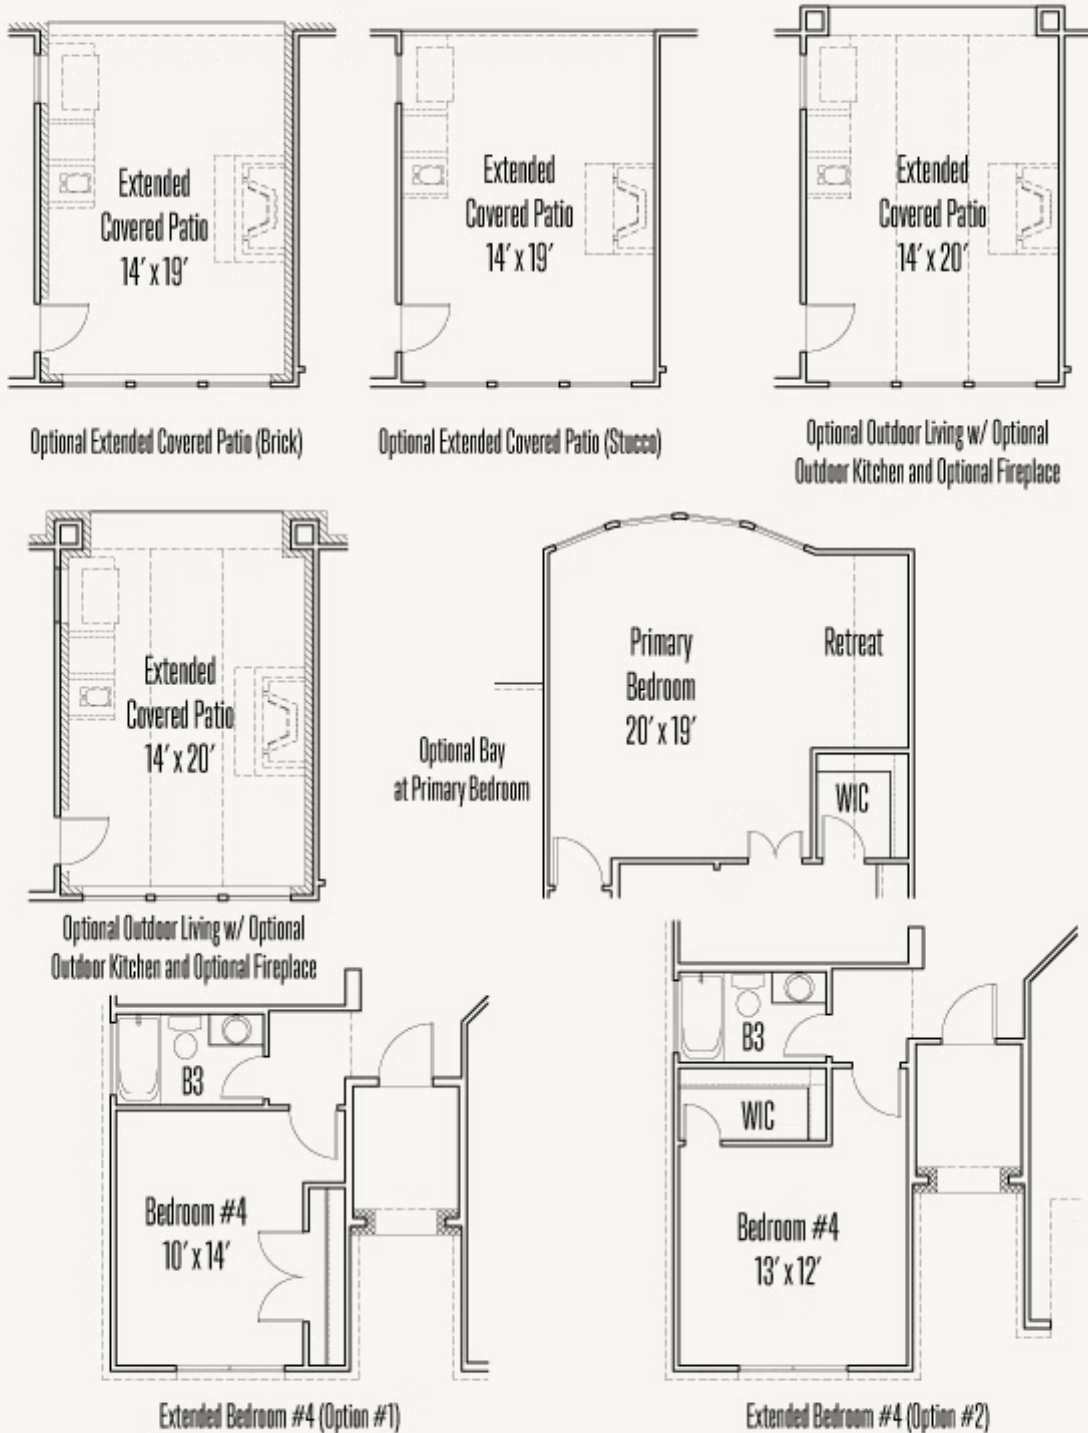 Extended
Covered Patio
14' x 19'
Extended
Covered Patio
14' x 19'
Extended
Covered Patio
14' x 20'
Optional Extended Covered Patio (Brick)
Optional Extended Covered Patio (Stucco)
Optional Outdoor Living w/ Optional
Outdoor Kitchen and Optional Fireplace
Extended
Covered Patio
14' x 20'
Optional Outdoor Living w/ Optional
Outdoor Kitchen and Optional Fireplace
Primary
Bedroom
20' x 19'
Retreat
WIC
Optional Bay
at Primary Bedroom
B3
Bedroom #4
10' x 14'
Extended Bedroom #4 (Option #1)
B3
WIC
Bedroom #4
13' x 12'
Extended Bedroom #4 (Option #2)